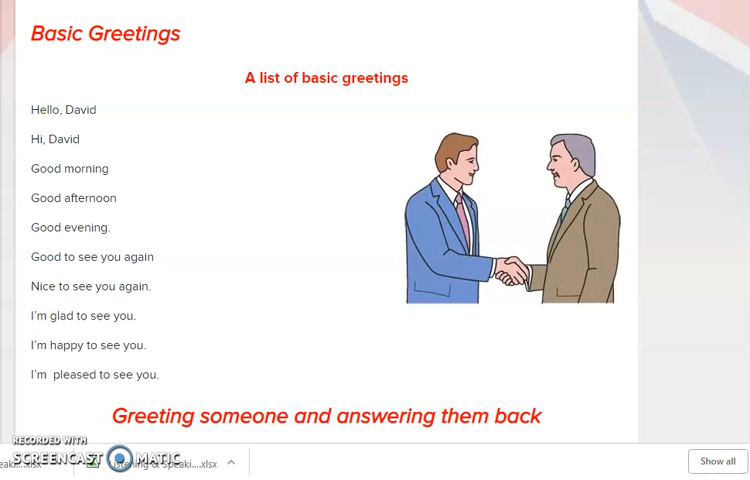 Basic Greetings
A list of basic greetings
Hello, David
Hi, David
Good morning
Good afternoon
Good evening.
Good to see you again
Nice to see you again.
I'm glad to see you.
I'm happy to see you.
I'm  pleased to see you.
Greeting someone and answering them back
RECORDED WITH
SCREENCAST MATIC
Listening & Speaki....xlsx
Show all